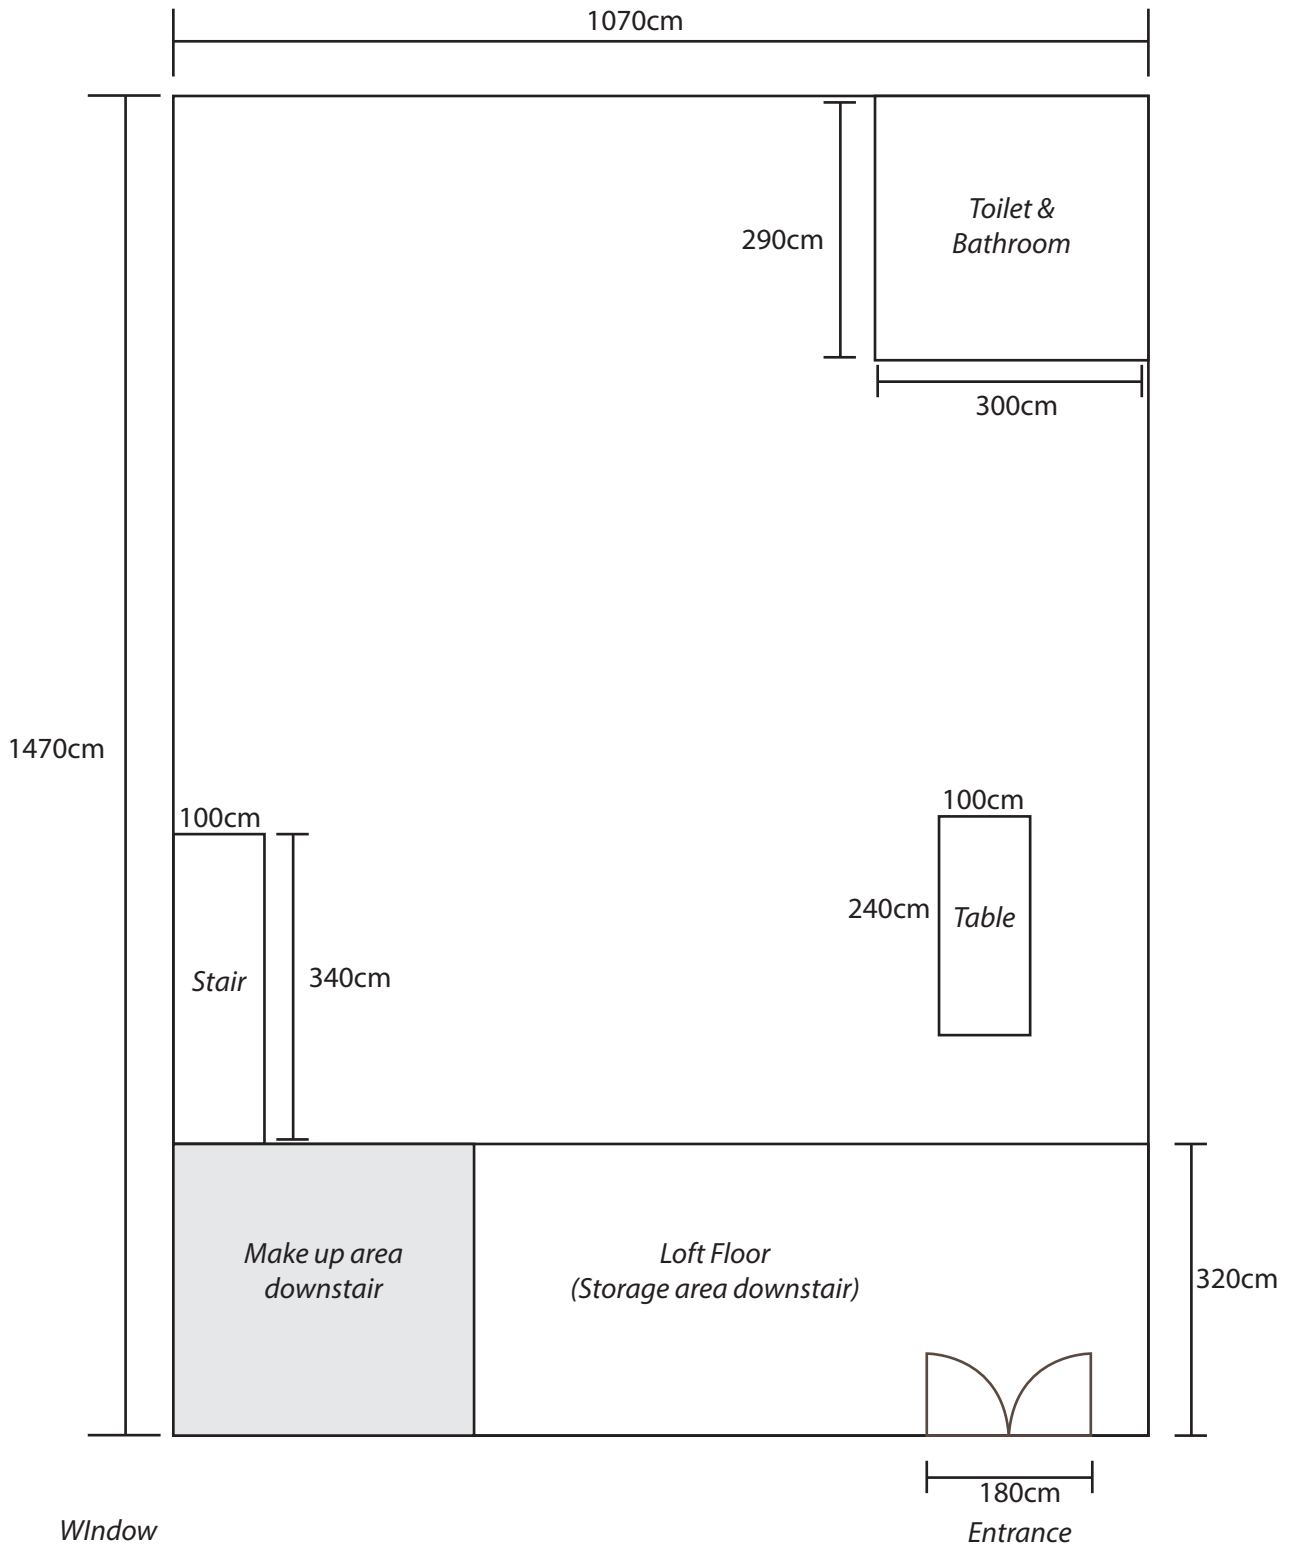 1070cm
Toilet &
Bathroom
290cm
300cm
1470cm
100cm
100cm
240cm
Table
Stair
340cm
Make up area
downstair
Loft Floor
(Storage area downstair)
320cm
180cm
WIndow
Entrance